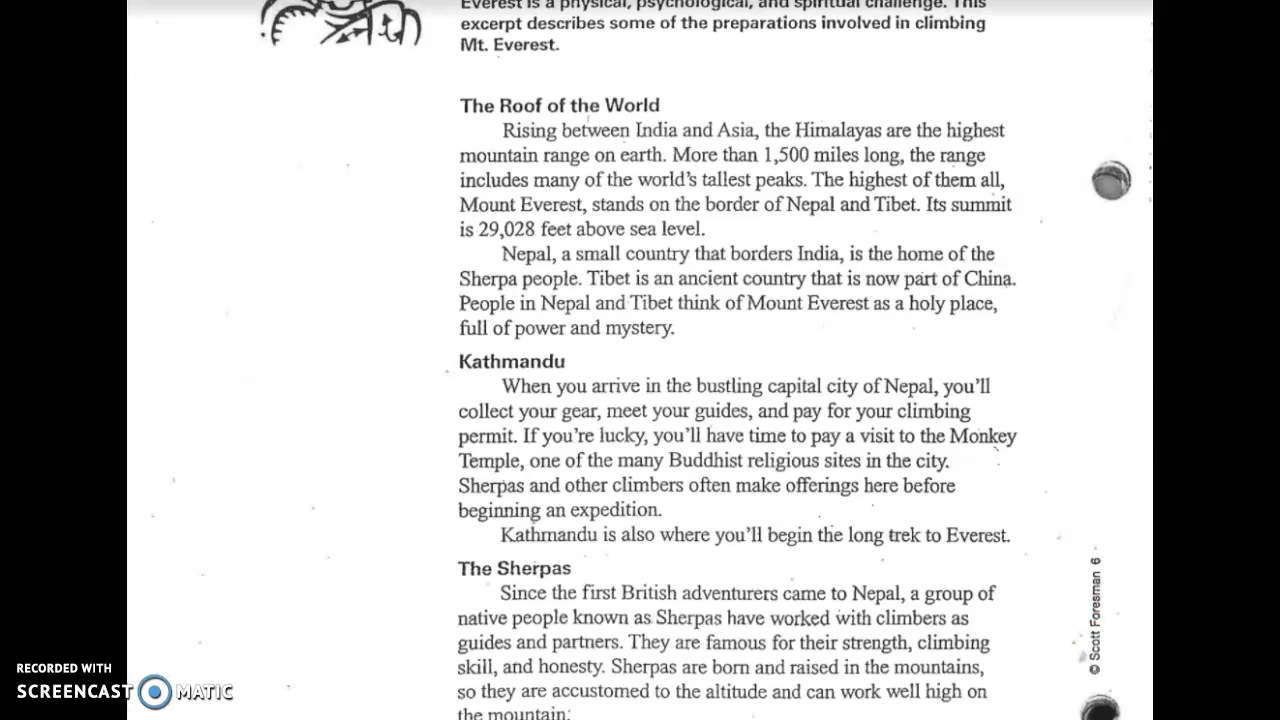 Everest is a physical, psychological, and spiritual challenge. This
excerpt describes some of the preparations involved in climbing
Mt. Everest.
The Roof of the World
Rising between India and Asia, the Himalayas are the highest
mountain range on earth. More than 1,500 miles long, the range
includes many of the world's tallest peaks. The highest of them all,
Mount Everest, stands on the border of Nepal and Tibet. Its summit
is 29,028 feet above sea level.
Nepal, a small country that borders India, is the home of the
Sherpa people. Tibet is an ancient country that is now part of China.
People in Nepal and Tibet think of Mount Everest as a holy place,
full of power and mystery.
Kathmandu
When you arrive in the bustling capital city of Nepal, you'll
collect your gear, meet your guides, and pay for your climbing
permit. If you're lucky, you'll have time to pay a visit to the Monkey
Temple, one of the many Buddhist religious sites in the city.
Sherpas and other climbers often make offerings here before
beginning an expedition.
Kathmandu is also where you'll begin the long trek to Everest.
The Sherpas
Since the first British adventurers came to Nepal, a group of
native people known as Sherpas have worked with climbers as
guides and partners. They are famous for their strength, climbing
skill, and honesty. Sherpas are born and raised in the mountains,
so they are accustomed to the altitude and can work well high on
the mountain.
© Scott Foresman 6
RECORDED WITH
SCREENCAST MATIC